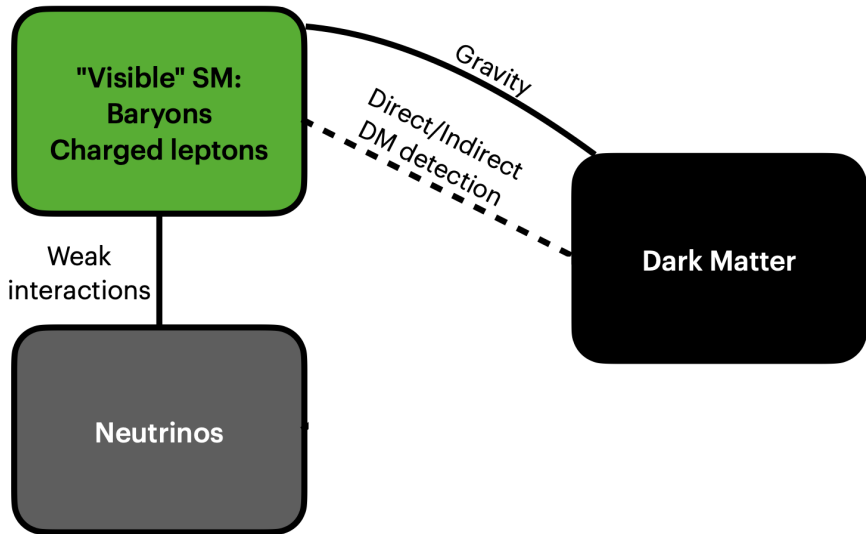 "Visible" SM:
Baryons
Charged leptons
Gravity
Direct/Indirect
DM detection
Dark Matter
Weak
interactions
Neutrinos